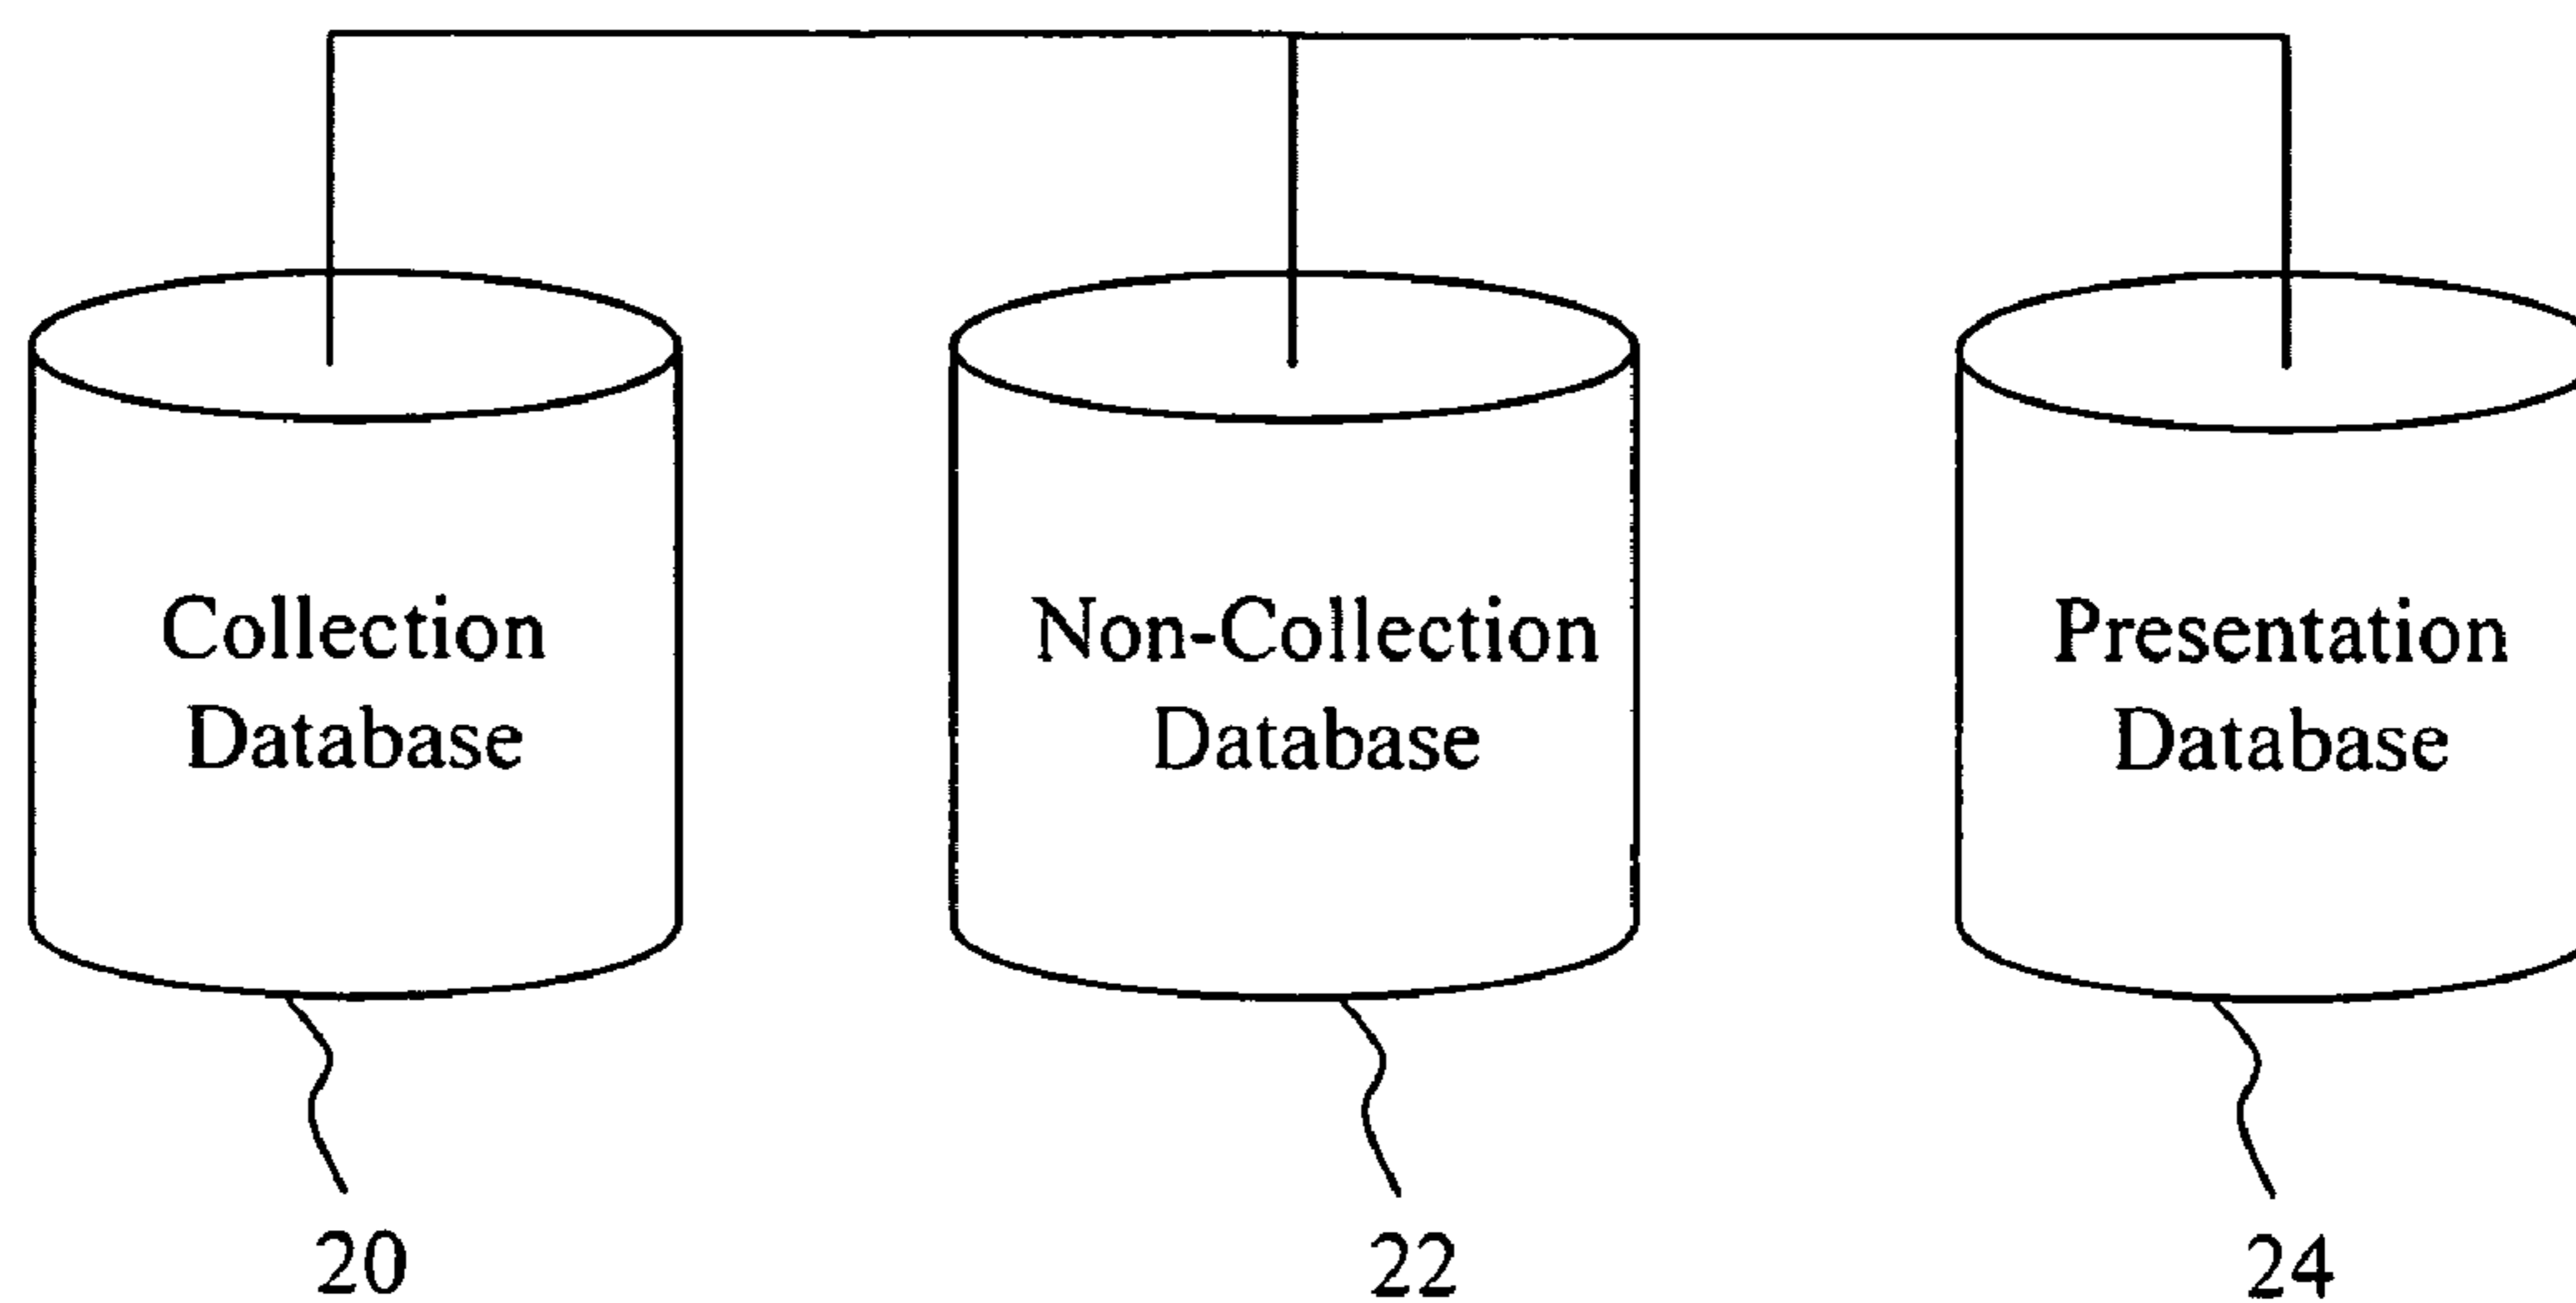 Collection
Database
Non-Collection
Database
Presentation
Database
20
22
24